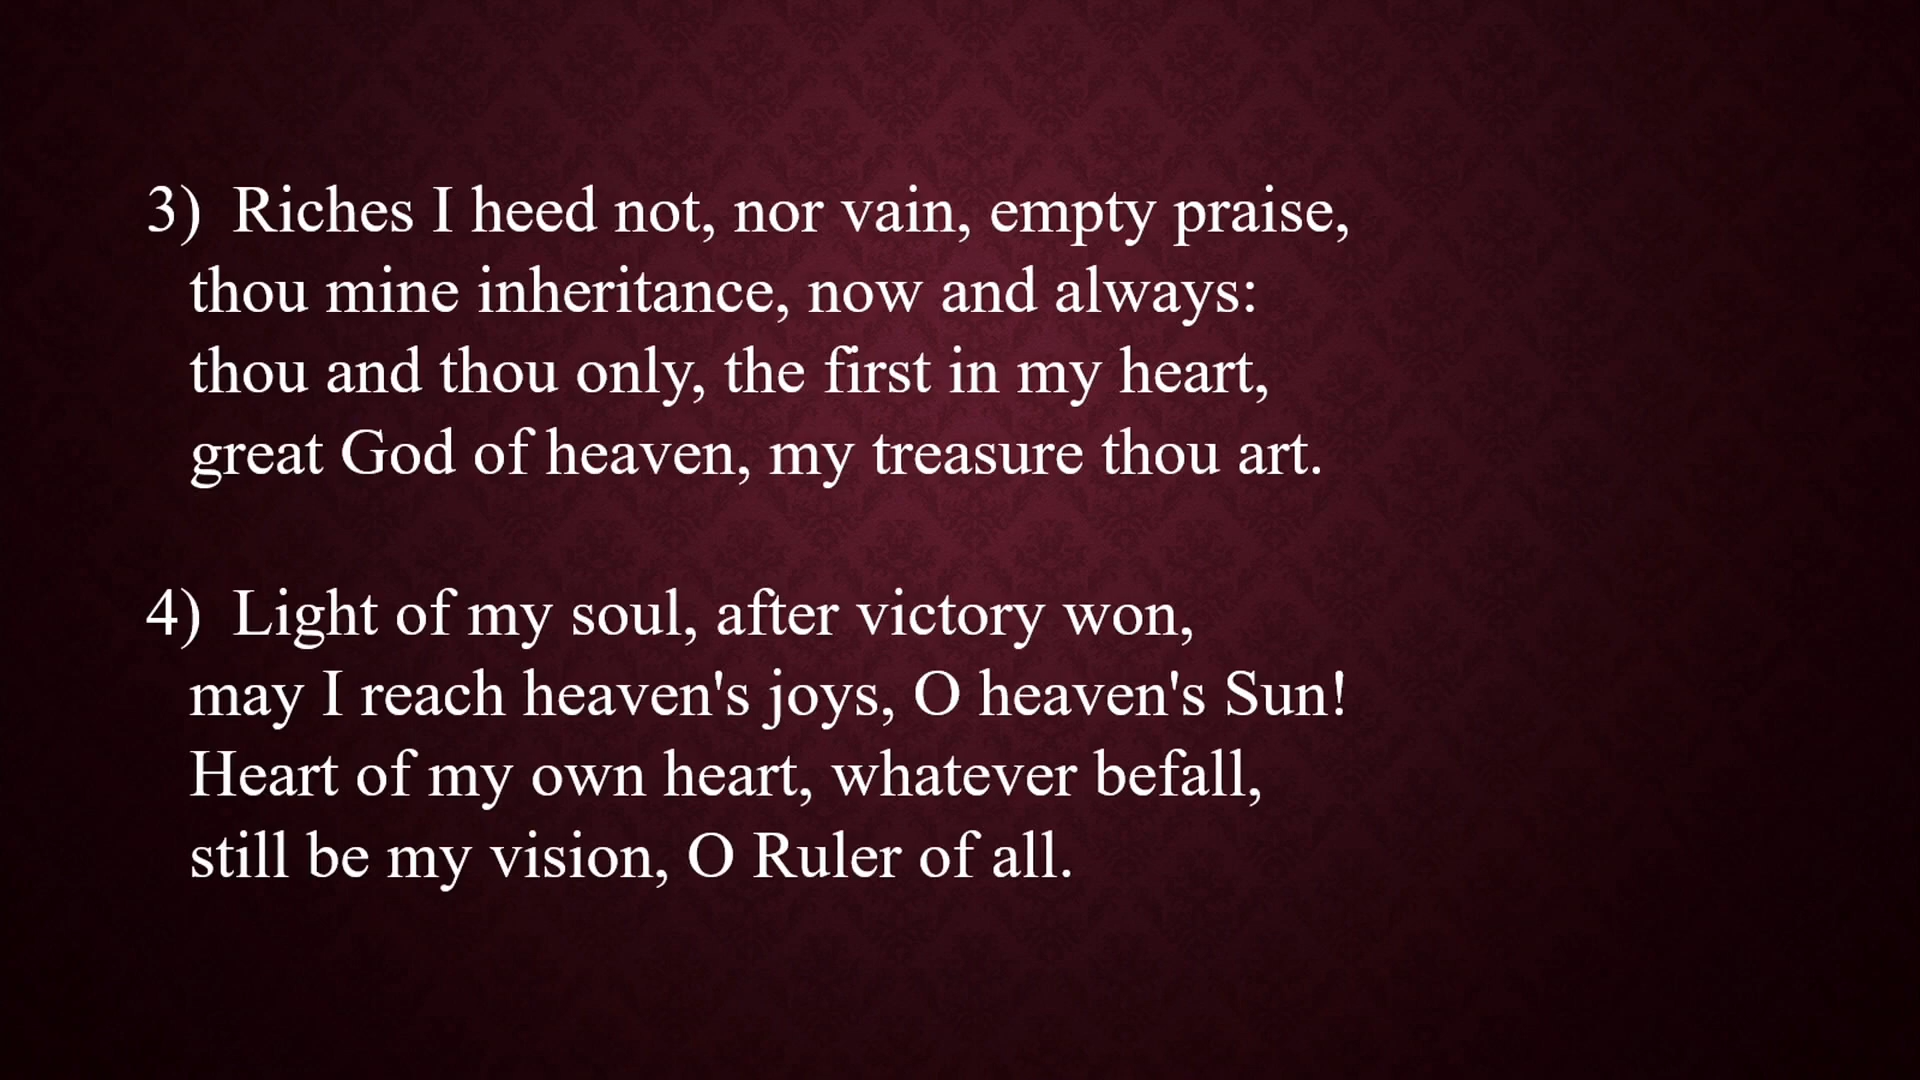 3) Riches I heed not, nor vain, empty praise,
thou mine inheritance, now and always:
thou and thou only, the first in my heart,
great God of heaven, my treasure thou art.
4) Light of my soul, after victory won,
may I reach heaven's joys, O heaven's Sun!
Heart of my own heart, whatever befall,
still be my vision, O Ruler of all.